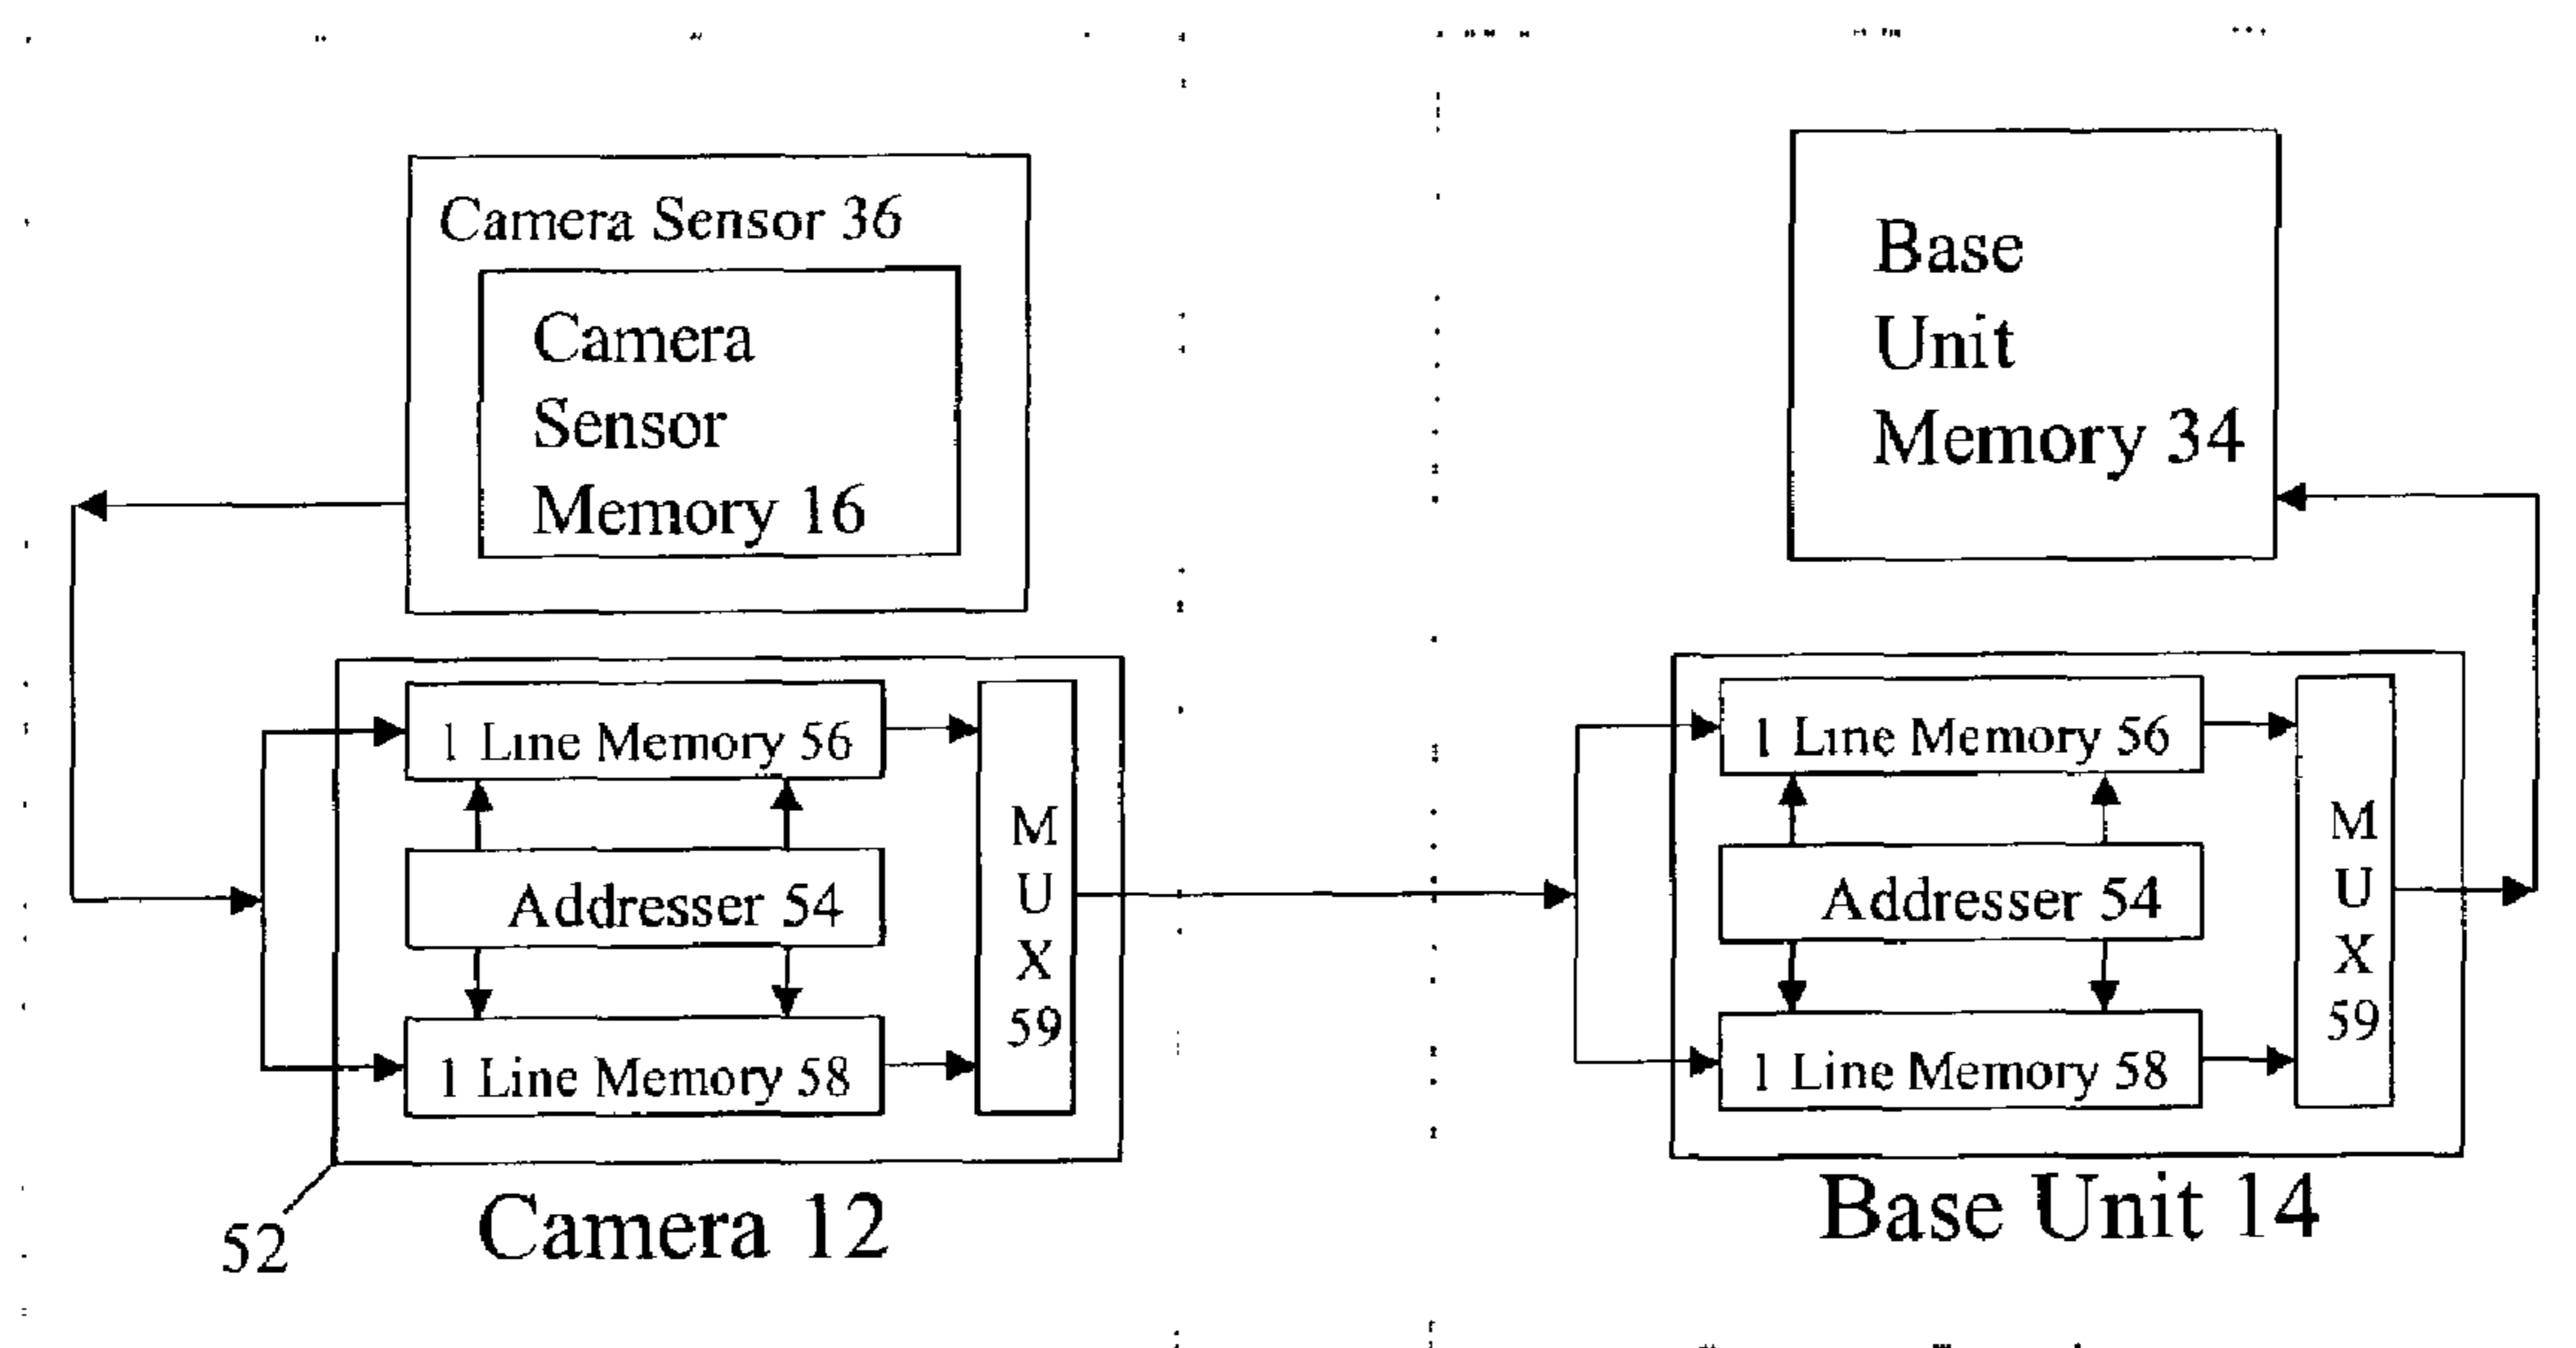 Camera Sensor 36
Camera
Sensor
Memory 16
1 Line Memory 56
Addresser 54
1 Line Memory 58
M
U
X
59
52
Camera 12
Base
Unit
Memory 34
1 Line Memory 56
Addresser 54
1 Line Memory 58
M
U
X
59
Base Unit 14